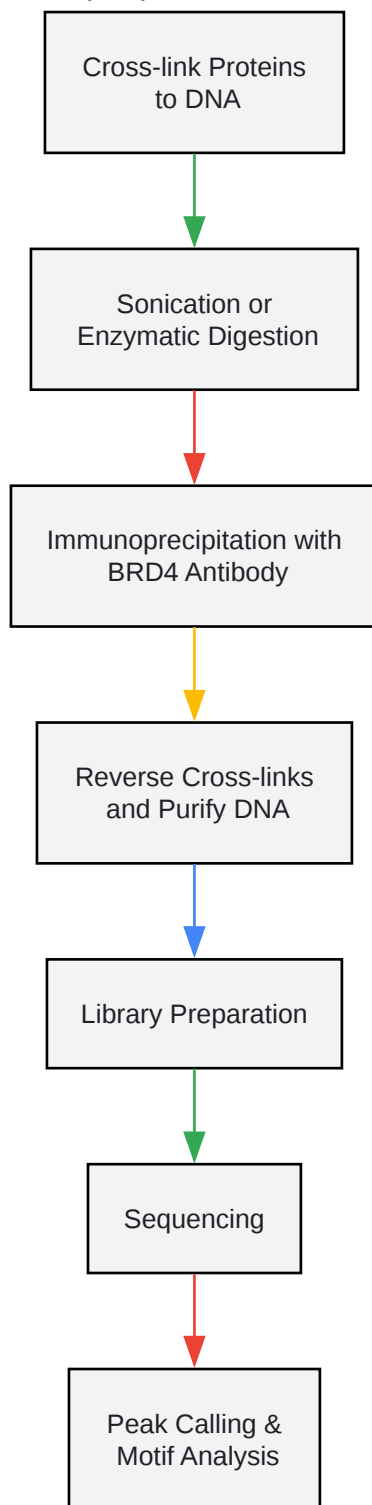 Cross-link Proteins
to DNA
Sonication or
Enzymatic Digestion
Immunoprecipitation with
BRD4 Antibody
Reverse Cross-links
and Purify DNA
Library Preparation
Sequencing
Peak Calling &
Motif Analysis